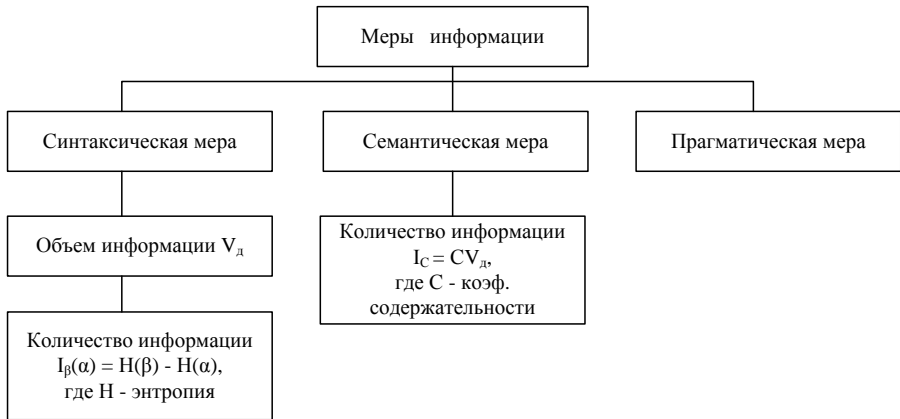 Меры информации
Синтаксическая мера
Семантическая мера
Прагматическая мера
Объем информации Vд
Количество информации
Iβ(α) = H(β) - H(α),
где H - энтропия
Количество информации
IC = CVд,
где C - коэф.
содержательности